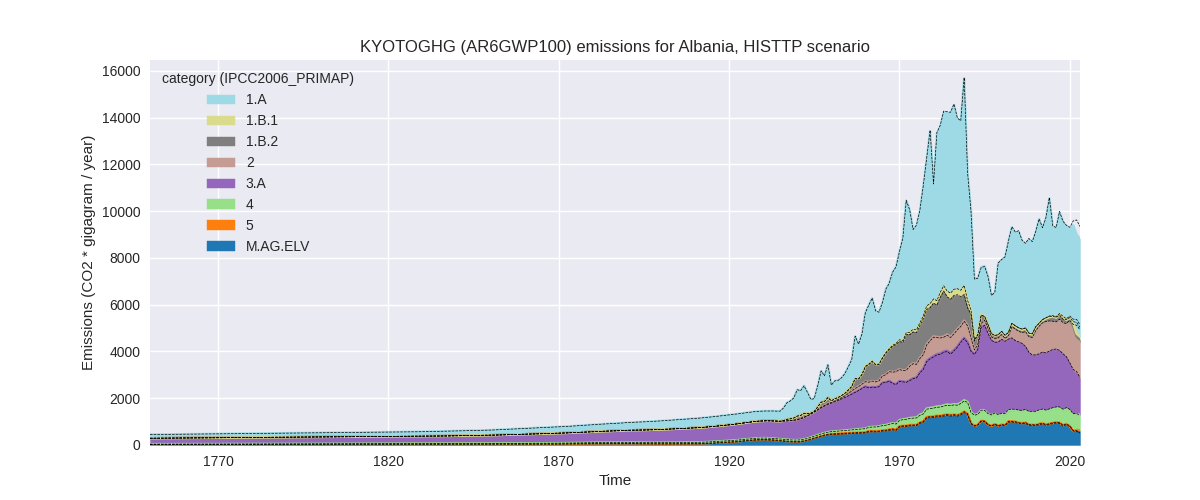 KYOTOGHG (AR6GWP100) emissions for Albania, HISTTP scenario
Emissions (CO2 * gigagram / year)
16000
14000
12000
10000
8000
6000
4000
2000
0
category (IPCC2006_PRIMAP)
1.A
1.B.1
1.B.2
2
3.A
4
5
M.AG.ELV
1770 1820 1870 1920 1970 2020
Time